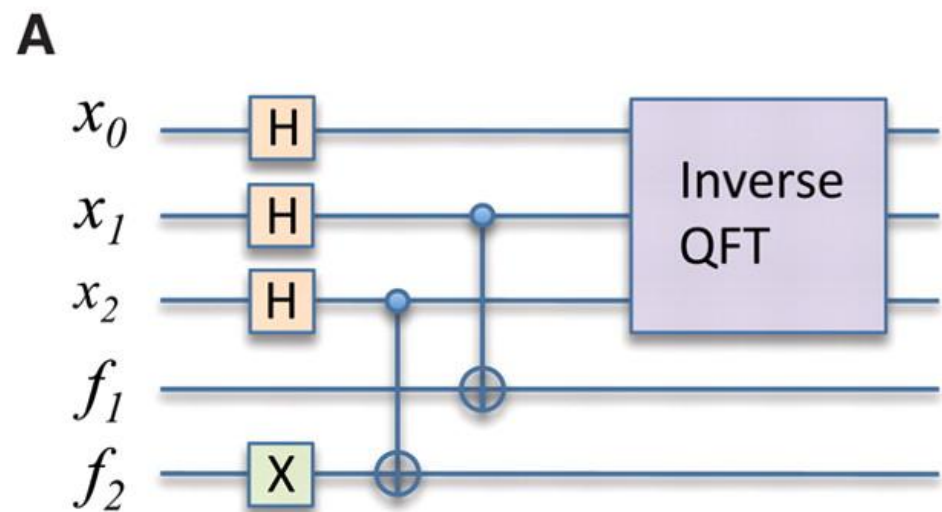 A
x0 H
x1 H
x2 H
Inverse
QFT
f1
f2 X